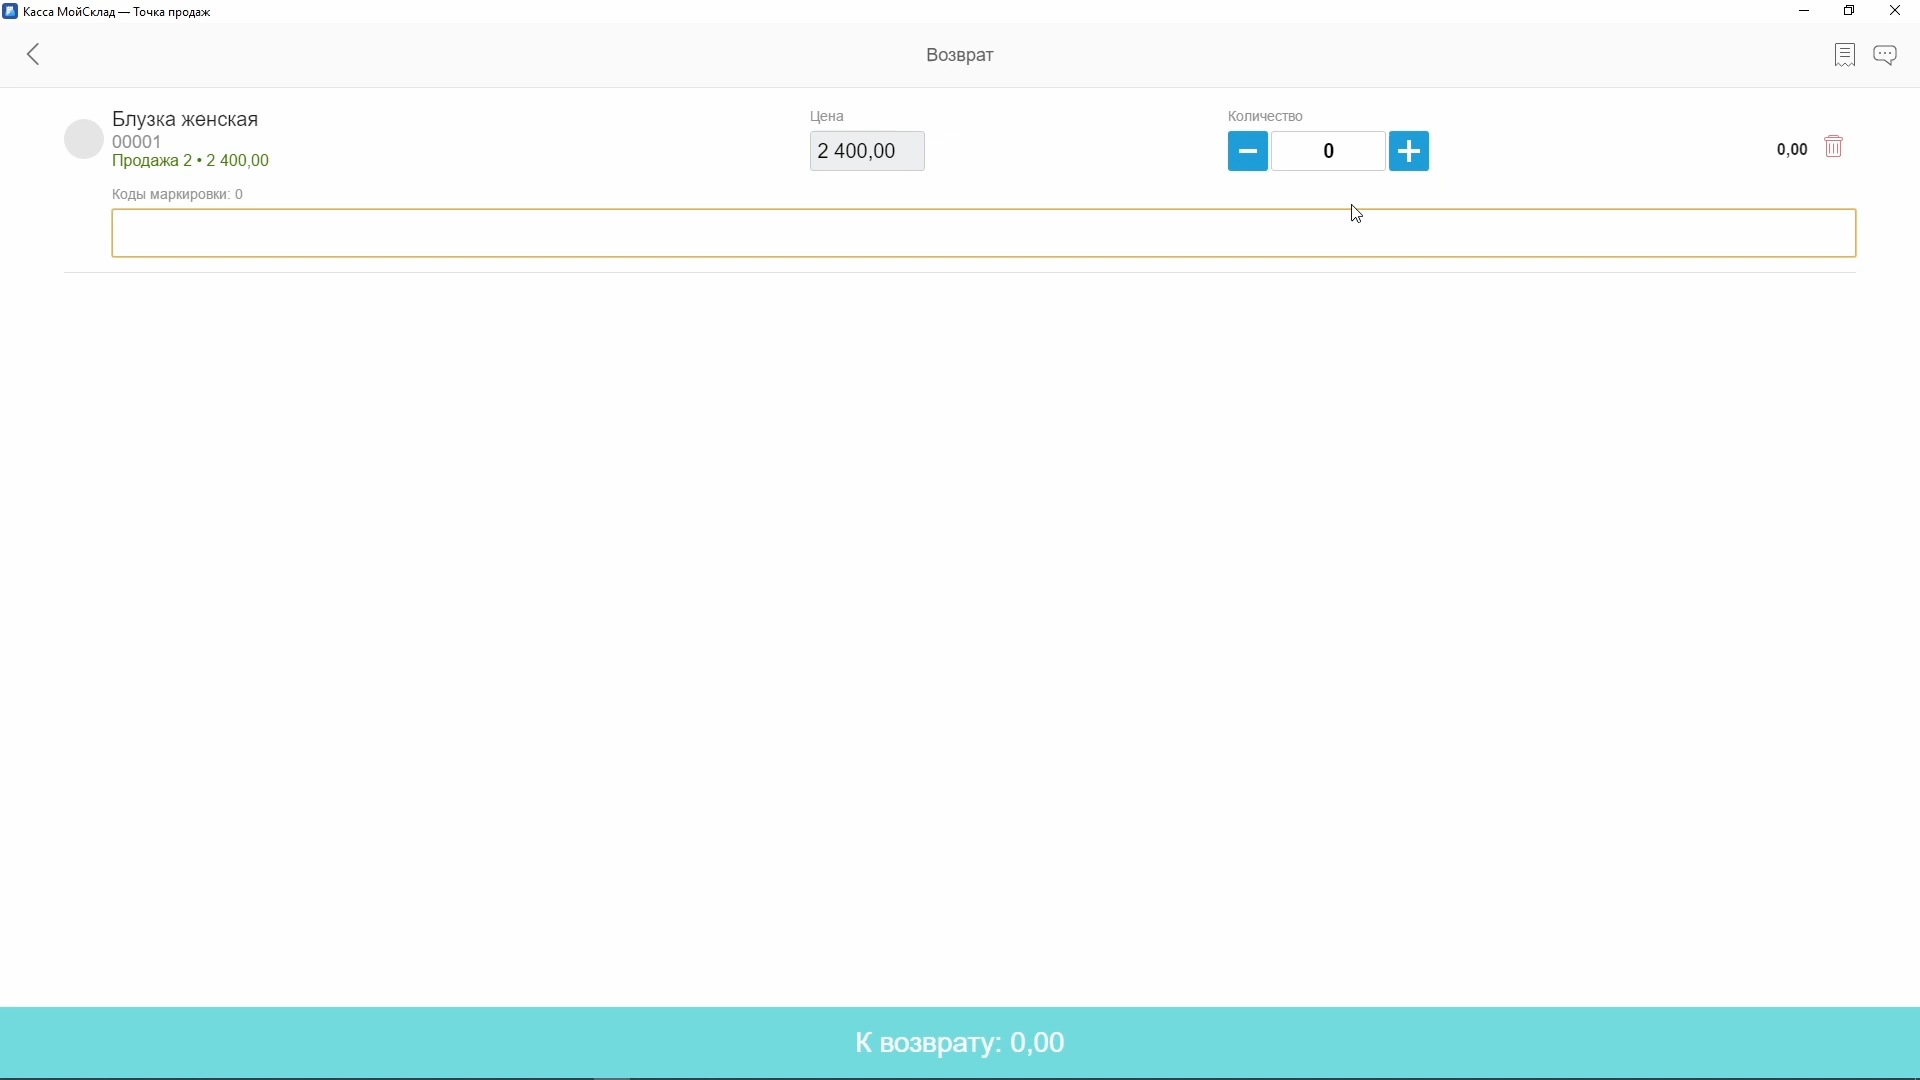 Касса МойСклад — Точка продаж
Возврат
Блузка женская
00001
Продажа 2 • 2 400,00
Цена
2 400,00
Количество
0
0,00
Коды маркировки: 0
К возврату: 0,00